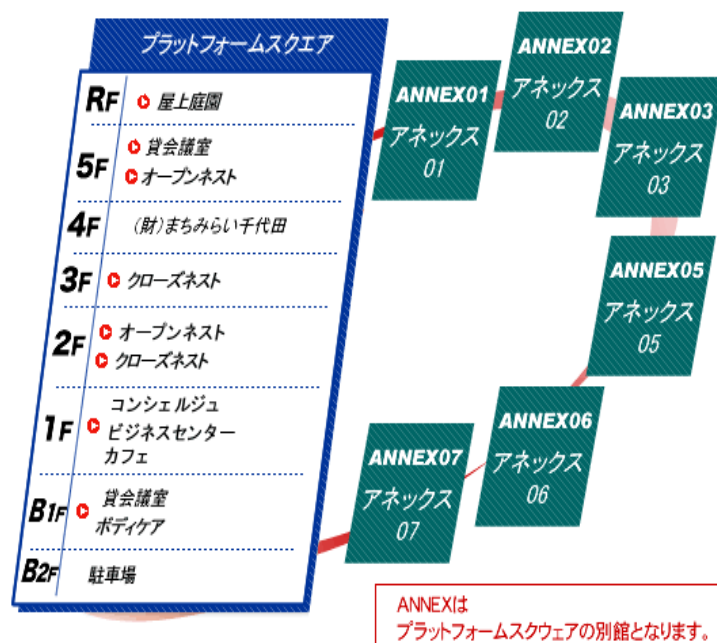 プラットフォームスクエア
RF 屋上庭園
5F 貸会議室
オープンネスト
4F (財)まちみらい千代田
3F クローズネスト
2F オープンネスト
クローズネスト
1F コンシェルジュ
ビジネスセンター
カフェ
B1F 貸会議室
ボディケア
B2F 駐車場
ANNEX01
アネックス
01
ANNEX02
アネックス
02
ANNEX03
アネックス
03
ANNEX05
アネックス
05
ANNEX06
アネックス
06
ANNEX07
アネックス
07
ANNEXは
プラットフォームスクウェアの別館となります。